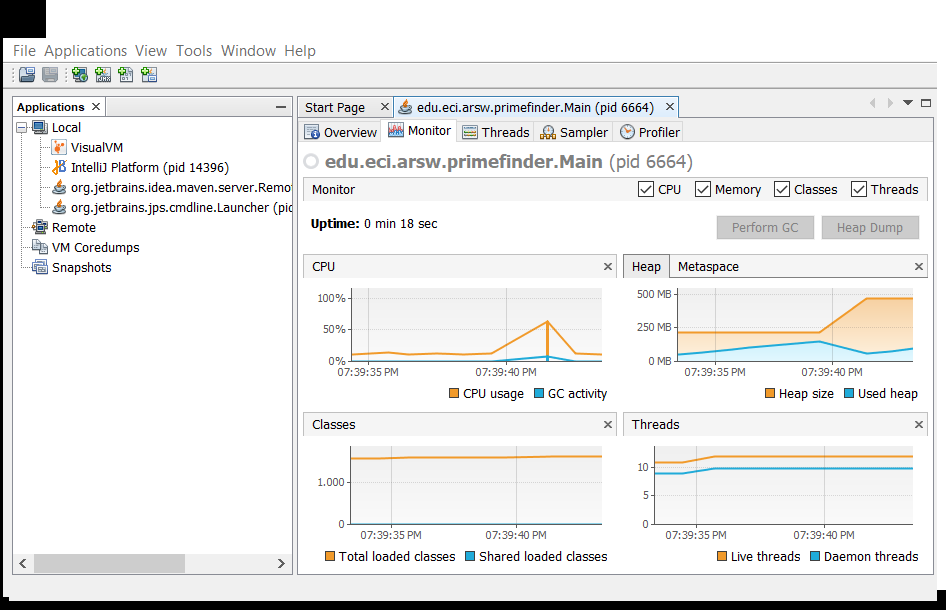 File Applications View Tools Window Help
Applications
Local
VisualVM
IntelliJ Platform (pid 14396)
org.jetbrains.idea.maven.server.Remo
org.jetbrains.jps.cmdline.Launcher (pid
Remote
VM Coredumps
Snapshots
Start Page edu.eci.arsw.primefinder.Main (pid 6664)
Overview Monitor Threads Sampler Profiler
edu.eci.arsw.primefinder.Main (pid 6664)
Monitor CPU Memory Classes Threads
Uptime: 0 min 18 sec Perform GC Heap Dump
CPU
100%
50%
0%
07:39:35 PM 07:39:40 PM
CPU usage GC activity
Heap Metaspace
500 MB
250 MB
0 MB
07:39:35 PM 07:39:40 PM
Heap size Used heap
Classes
1.000
0
07:39:35 PM 07:39:40 PM
Total loaded classes Shared loaded classes
Threads
10
5
0
07:39:35 PM 07:39:40 PM
Live threads Daemon threads